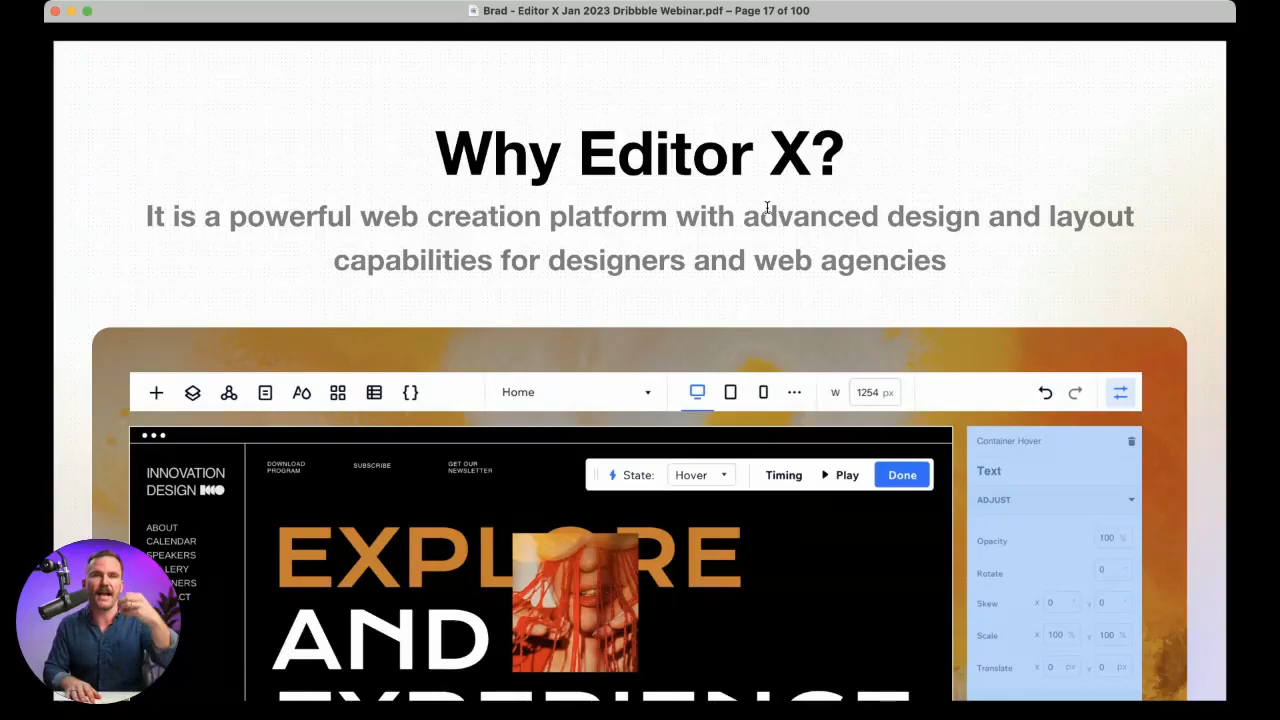 Brad - Editor X Jan 2023 Dribbble Webinar.pdf – Page 17 of 100
Why Editor X?
It is a powerful web creation platform with advanced design and layout
capabilities for designers and web agencies
Home
W 1254 px
INNOVATION
DESIGN
DOWNLOAD
PROGRAM
SUBSCRIBE
GET OUR
NEWSLETTER
State: Hover
Timing
Play
Done
ABOUT
CALENDAR
SPEAKERS
EXPLORE
AND
EXPERIENCE
Container Hover
Text
ADJUST
Opacity 100 %
Rotate 0 °
Skew X 0 ° Y 0 °
Scale X 100 % Y 100 %
Translate X 0 px Y 0 px